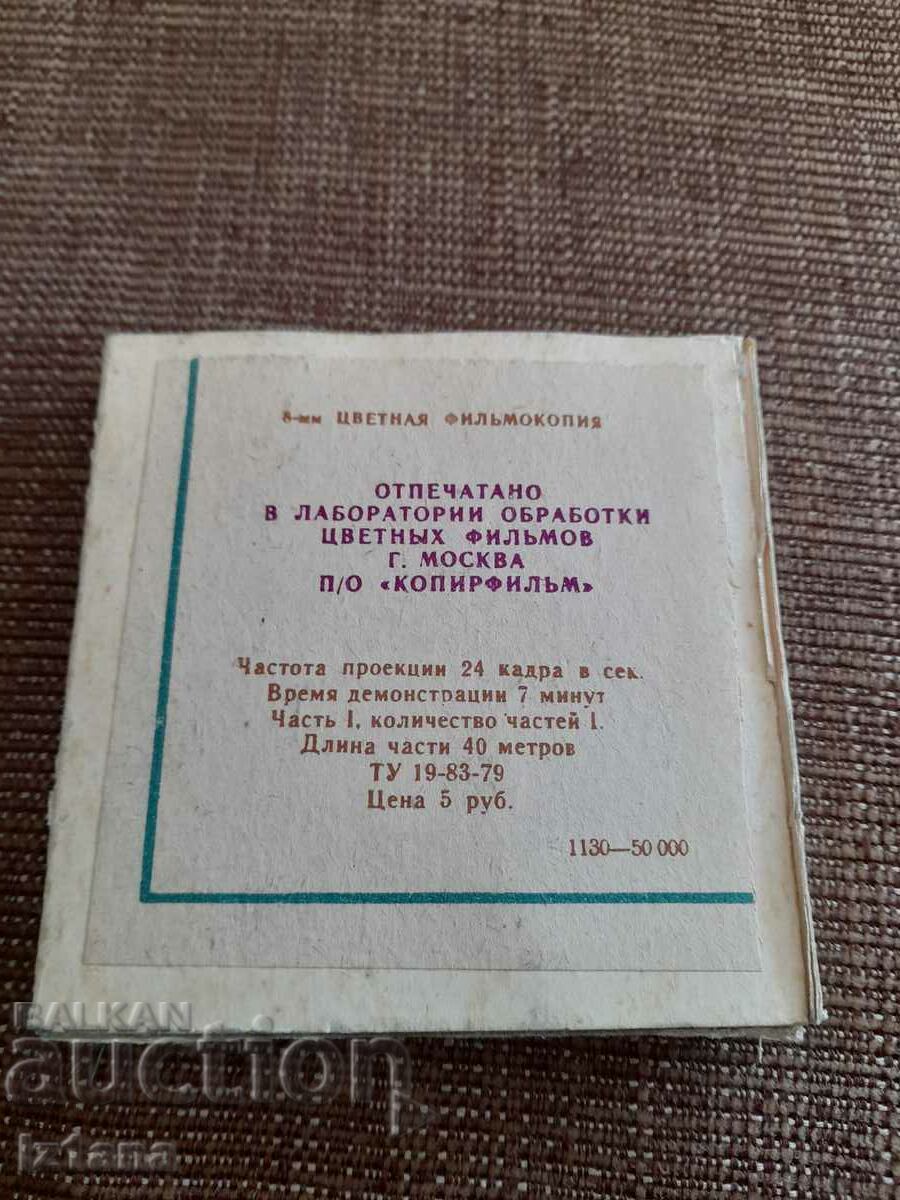 8-мм ЦВЕТНАЯ ФИЛЬМОКОПИЯ
ОТПЕЧАТАНО
В ЛАБОРАТОРИИ ОБРАБОТКИ
ЦВЕТНЫХ ФИЛЬМОВ
Г. МОСКВА
П/О «КОПИРФИЛЬМ»
Частота проекции 24 кадра в сек.
Время демонстрации 7 минут
Часть I, количество частей I.
Длина части 40 метров
ТУ 19-83-79
Цена 5 руб.
1130—50 000
BALKAN
auction
iztana